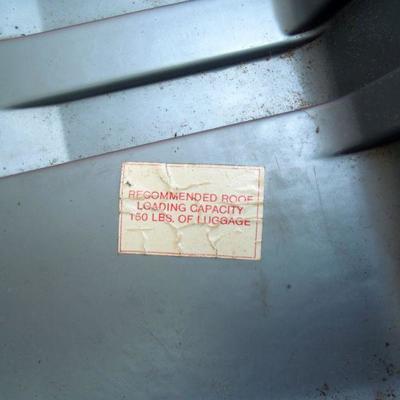 RECOMMENDED ROOF
LOADING CAPACITY
150 LBS. OF LUGGAGE